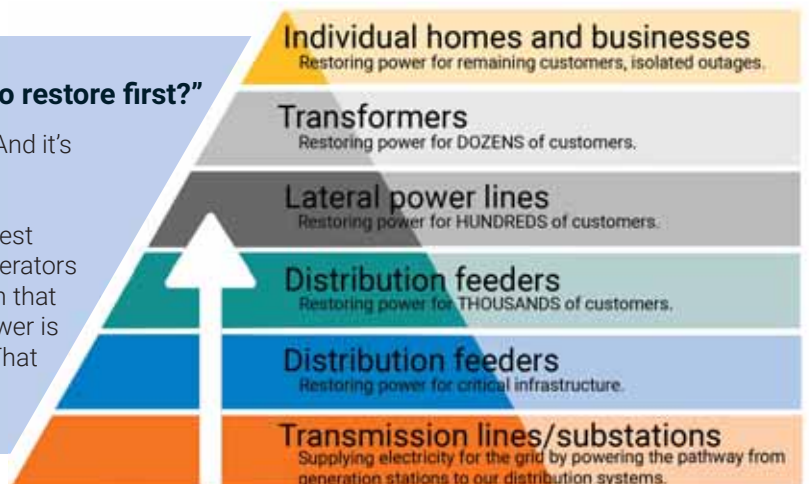 o restore first?”
And it’s
est
erators
n that
wer is
That
Individual homes and businesses
Restoring power for remaining customers, isolated outages.
Transformers
Restoring power for DOZENS of customers.
Lateral power lines
Restoring power for HUNDREDS of customers.
Distribution feeders
Restoring power for THOUSANDS of customers.
Distribution feeders
Restoring power for critical infrastructure.
Transmission lines/substations
Supplying electricity for the grid by powering the pathway from
generation stations to our distribution systems.